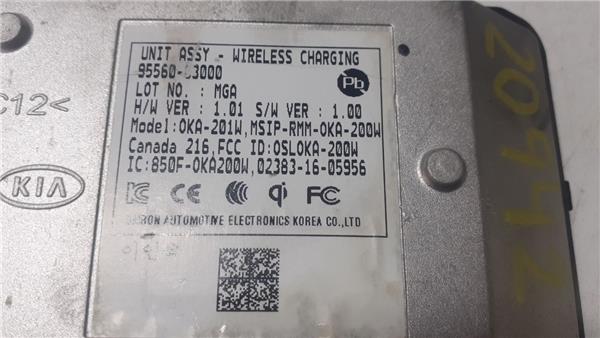 UNIT ASSY - WIRELESS CHARGING
LOT NO. : MGA
H/W VER : 1.01 S/W VER : 1.00
Model:OKA-201W,MSIP-RMM-OKA-200W
Canada 216,FCC ID:OSLOKA-200W
IC:850F-OKA200W,02383-16-05956
CE FC
AUTOMOTIVE ELECTRONICS KOREA CO.,LTD
Pb
C12<
KIA
20942